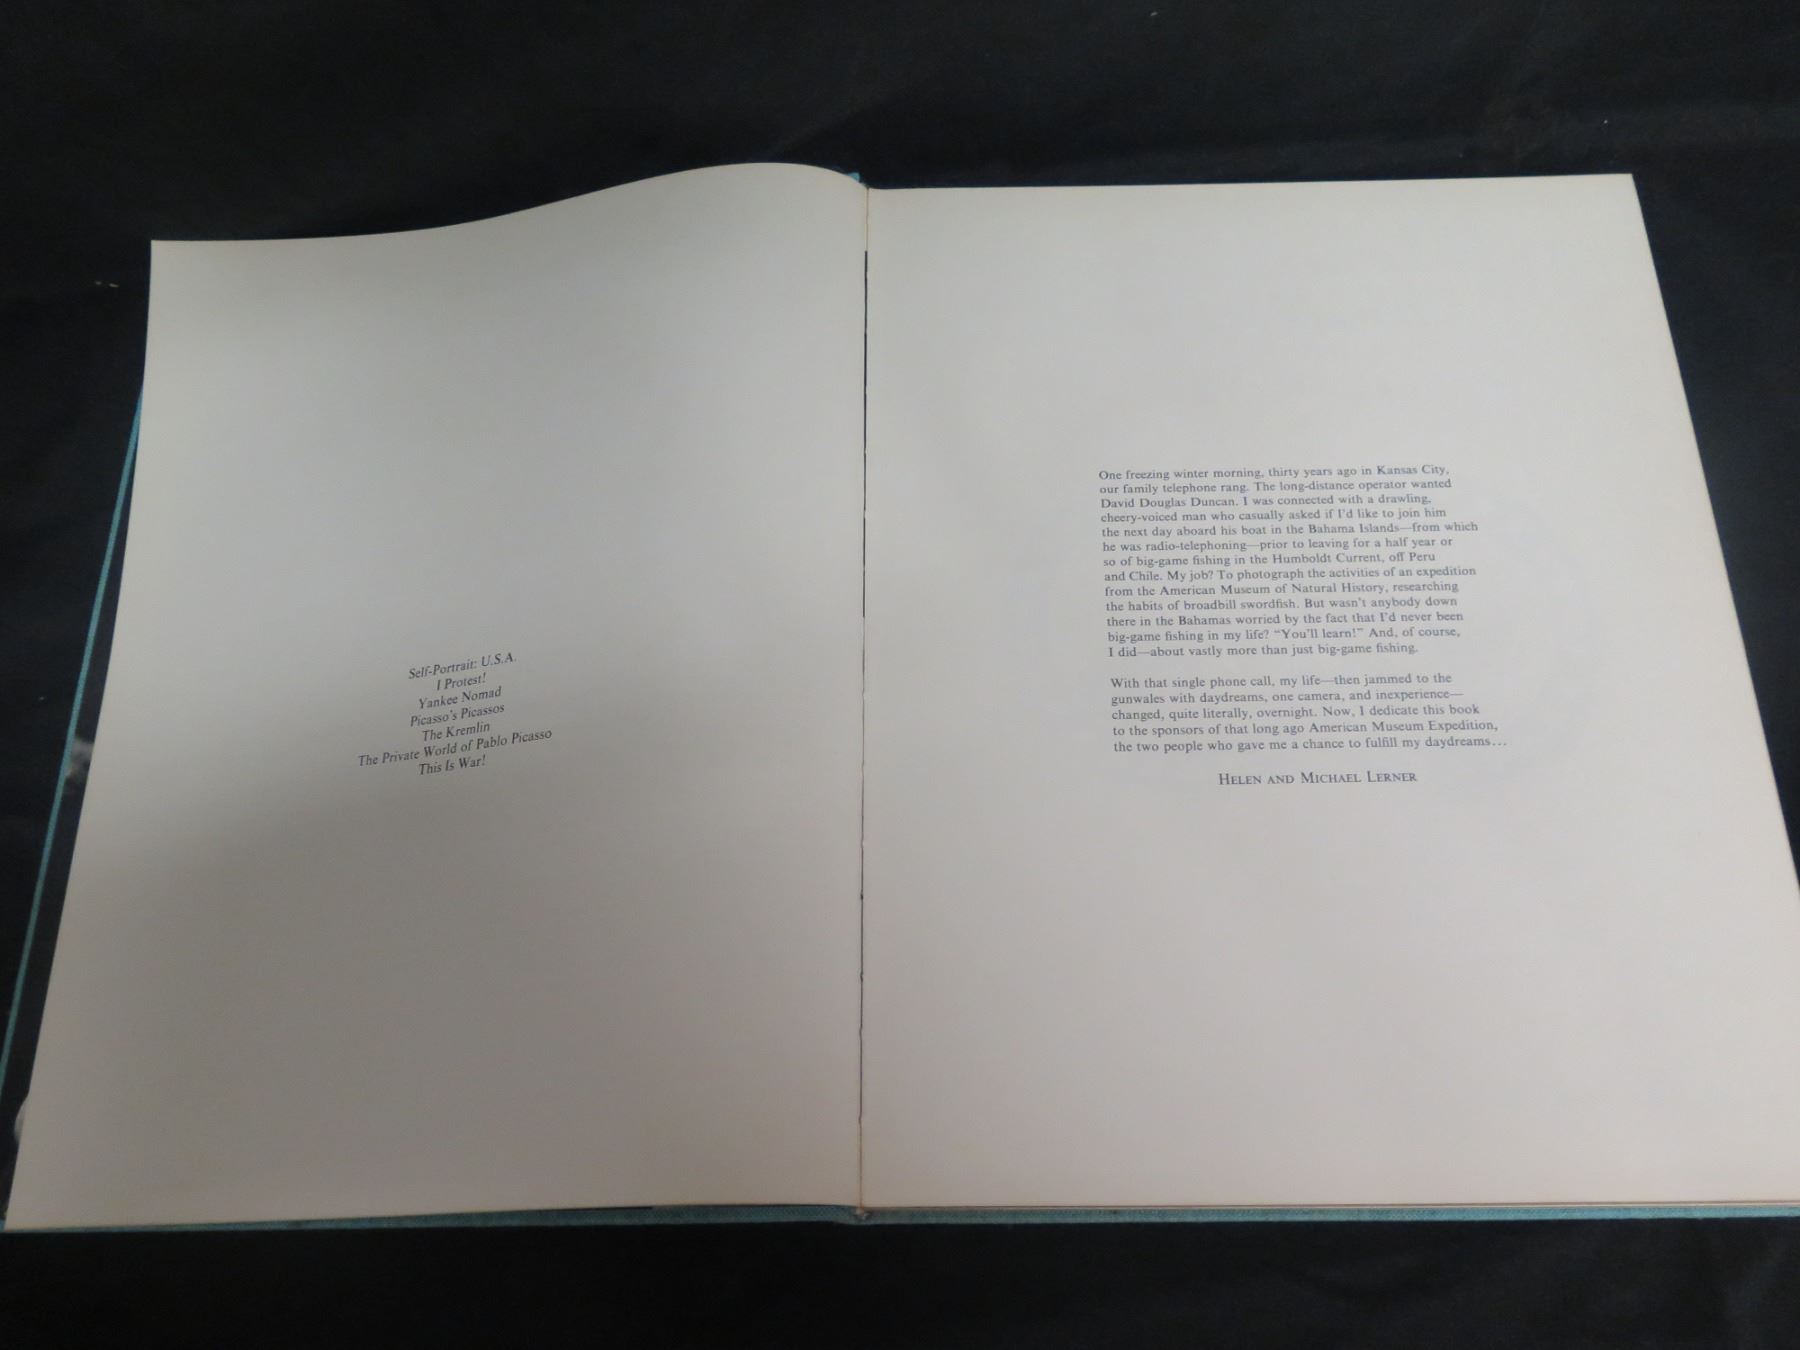 Self-Portrait: U.S.A.
I Protest!
Yankee Nomad
Picasso's Picassos
The Kremlin
The Private World of Pablo Picasso
This Is War!
One freezing winter morning, thirty years ago in Kansas City,
our family telephone rang. The long-distance operator wanted
David Douglas Duncan. I was connected with a drawling,
cheery-voiced man who casually asked if I'd like to join him
the next day aboard his boat in the Bahama Islands—from which
he was radio-telephoning—prior to leaving for a half year or
so of big-game fishing in the Humboldt Current, off Peru
and Chile. My job? To photograph the activities of an expedition
from the American Museum of Natural History, researching
the habits of broadbill swordfish. But wasn't anybody down
there in the Bahamas worried by the fact that I'd never been
big-game fishing in my life? "You'll learn!" And, of course,
I did—about vastly more than just big-game fishing.
With that single phone call, my life—then jammed to the
gunwales with daydreams, one camera, and inexperience—
changed, quite literally, overnight. Now, I dedicate this book
to the sponsors of that long ago American Museum Expedition,
the two people who gave me a chance to fulfill my daydreams...
HELEN AND MICHAEL LERNER